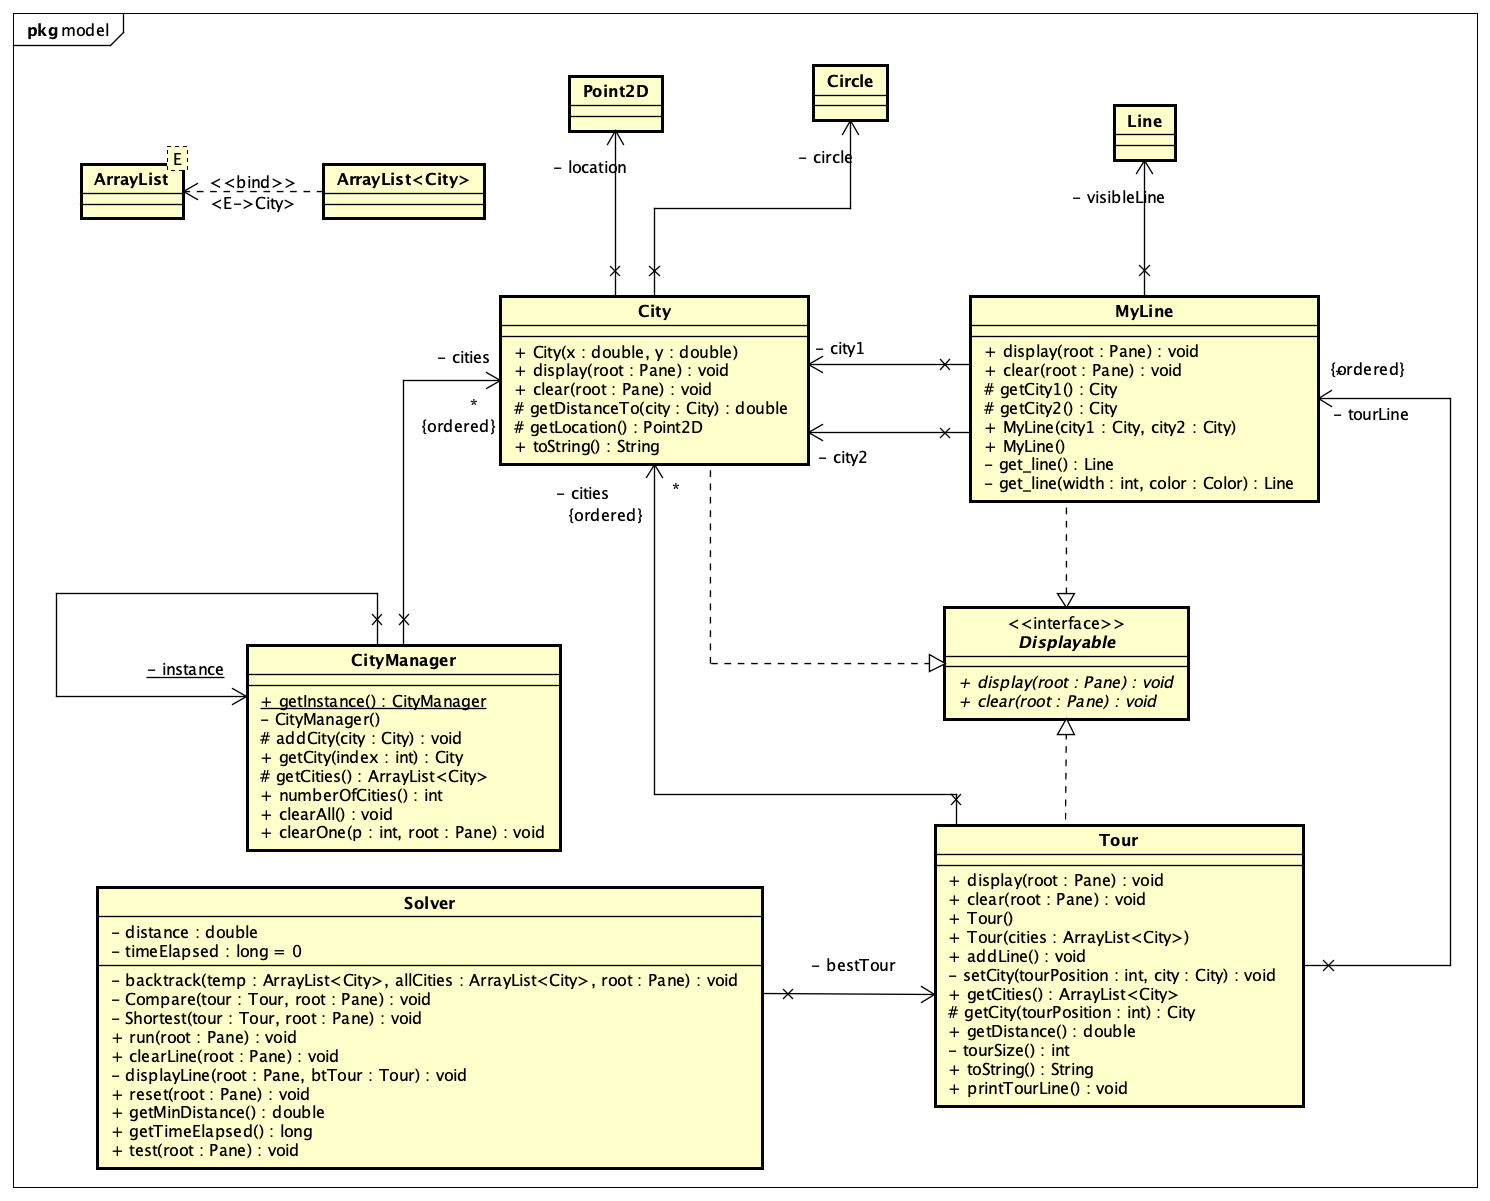 pkg model
Point2D
Circle
Line
- location
- circle
- visibleLine
E
ArrayList
<<bind>>
<E->City>
ArrayList<City>
City
+ City(x : double, y : double)
+ display(root : Pane) : void
+ clear(root : Pane) : void
# getDistanceTo(city : City) : double
# getLocation() : Point2D
+ toString() : String
- cities
*
{ordered}
- city1
- city2
MyLine
+ display(root : Pane) : void
+ clear(root : Pane) : void
# getCity1() : City
# getCity2() : City
+ MyLine(city1 : City, city2 : City)
+ MyLine()
- get_line() : Line
- get_line(width : int, color : Color) : Line
{ordered}
*
- tourLine
- cities
*
{ordered}
<<interface>>
Displayable
+ display(root : Pane) : void
+ clear(root : Pane) : void
- instance
CityManager
+ getInstance() : CityManager
- CityManager()
# addCity(city : City) : void
+ getCity(index : int) : City
# getCities() : ArrayList<City>
+ numberOfCities() : int
+ clearAll() : void
+ clearOne(p : int, root : Pane) : void
Solver
- distance : double
- timeElapsed : long = 0
- backtrack(temp : ArrayList<City>, allCities : ArrayList<City>, root : Pane) : void
- Compare(tour : Tour, root : Pane) : void
- Shortest(tour : Tour, root : Pane) : void
+ run(root : Pane) : void
+ clearLine(root : Pane) : void
- displayLine(root : Pane, btTour : Tour) : void
+ reset(root : Pane) : void
+ getMinDistance() : double
+ getTimeElapsed() : long
+ test(root : Pane) : void
- bestTour
Tour
+ display(root : Pane) : void
+ clear(root : Pane) : void
+ Tour()
+ Tour(cities : ArrayList<City>)
+ addLine() : void
- setCity(tourPosition : int, city : City) : void
+ getCities() : ArrayList<City>
# getCity(tourPosition : int) : City
+ getDistance() : double
- tourSize() : int
+ toString() : String
+ printTourLine() : void